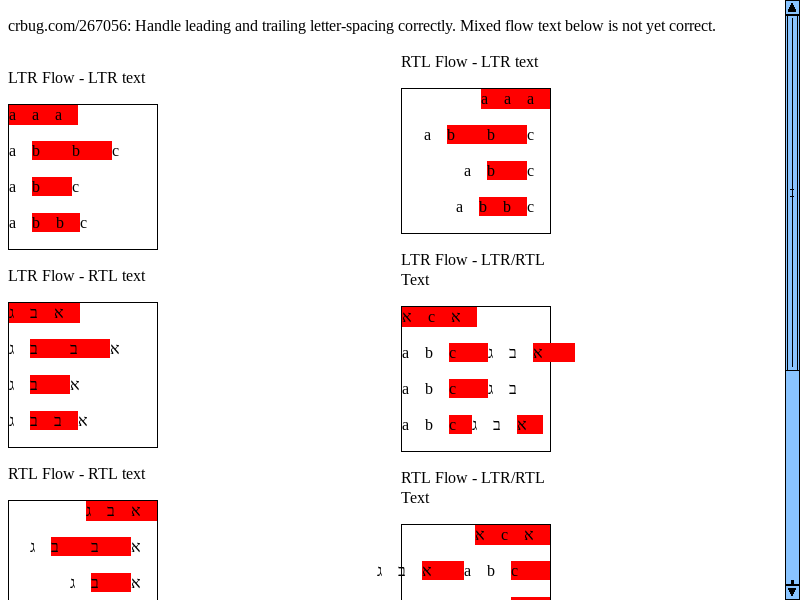 crbug.com/267056: Handle leading and trailing letter-spacing correctly. Mixed flow text below is not yet correct.
LTR Flow - LTR text
a a a
a b b c
a b c
a b b c
LTR Flow - RTL text
א ב ג
א ב ב ג
א ב ג
א ב ב ג
RTL Flow - RTL text
א ב ג
א ב ב ג
א ב ג
RTL Flow - LTR text
a a a
a b b c
a b c
a b b c
LTR Flow - LTR/RTL
Text
א c א
a b c א ב ג
a b c ב ג
a b c א ב ג
RTL Flow - LTR/RTL
Text
א c א
a b c א ב ג